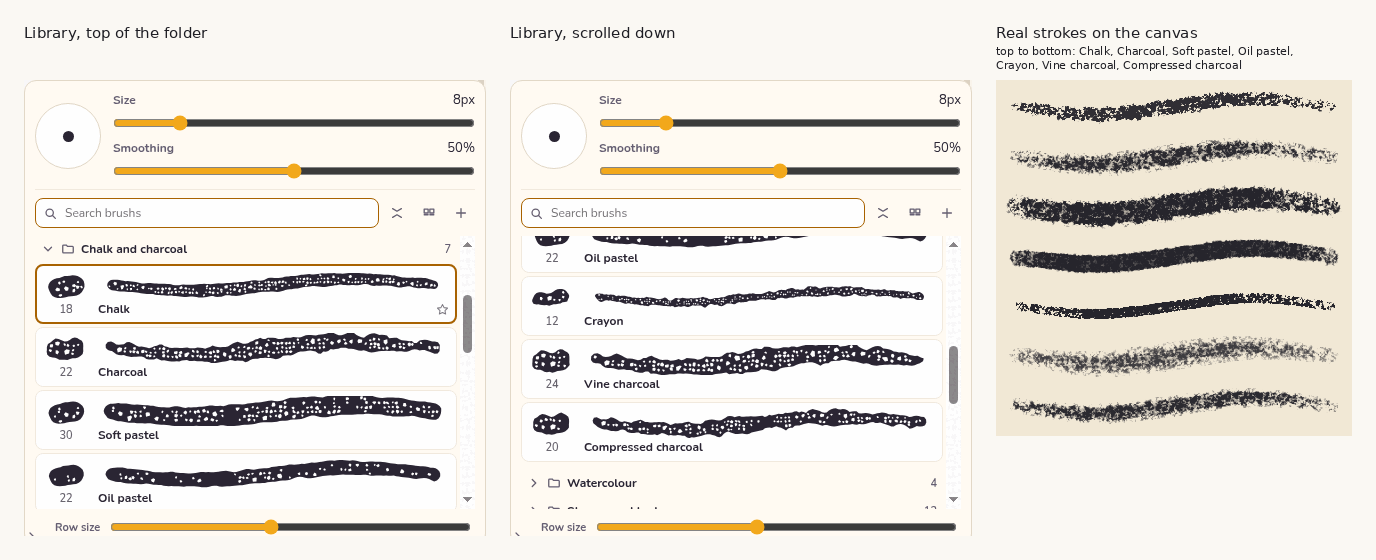 Library, top of the folder
Size
8px
Smoothing
50%
Search brushs
Chalk and charcoal
7
18
Chalk
22
Charcoal
30
Soft pastel
22
Oil pastel
Row size
Library, scrolled down
Size
8px
Smoothing
50%
Search brushs
22
Oil pastel
12
Crayon
24
Vine charcoal
20
Compressed charcoal
Watercolour
4
Row size
Real strokes on the canvas
top to bottom: Chalk, Charcoal, Soft pastel, Oil pastel,
Crayon, Vine charcoal, Compressed charcoal